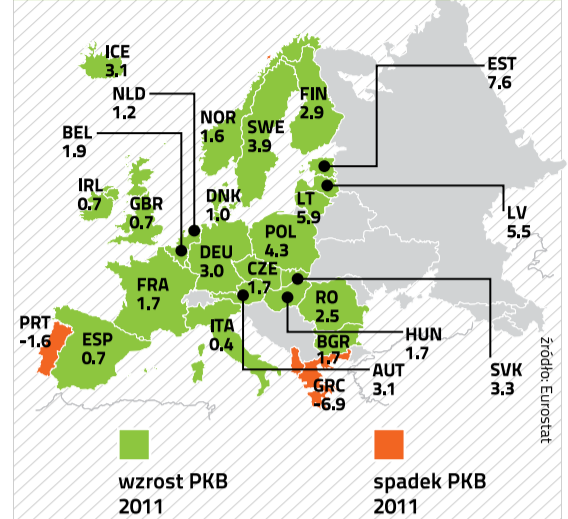 ICE
3.1
NLD
1.2
BEL
1.9
NOR
1.6
SWE
3.9
FIN
2.9
EST
7.6
IRL
0.7
GBR
0.7
DNK
1.0
LT
5.9
LV
5.5
POL
4.3
DEU
3.0
CZE
1.7
FRA
1.7
RO
2.5
PRT
-1.6
ESP
0.7
ITA
0.4
BGR
1.7
HUN
1.7
GRC
-6.9
AUT
3.1
SVK
3.3
źródło: Eurostat
wzrost PKB
2011
spadek PKB
2011